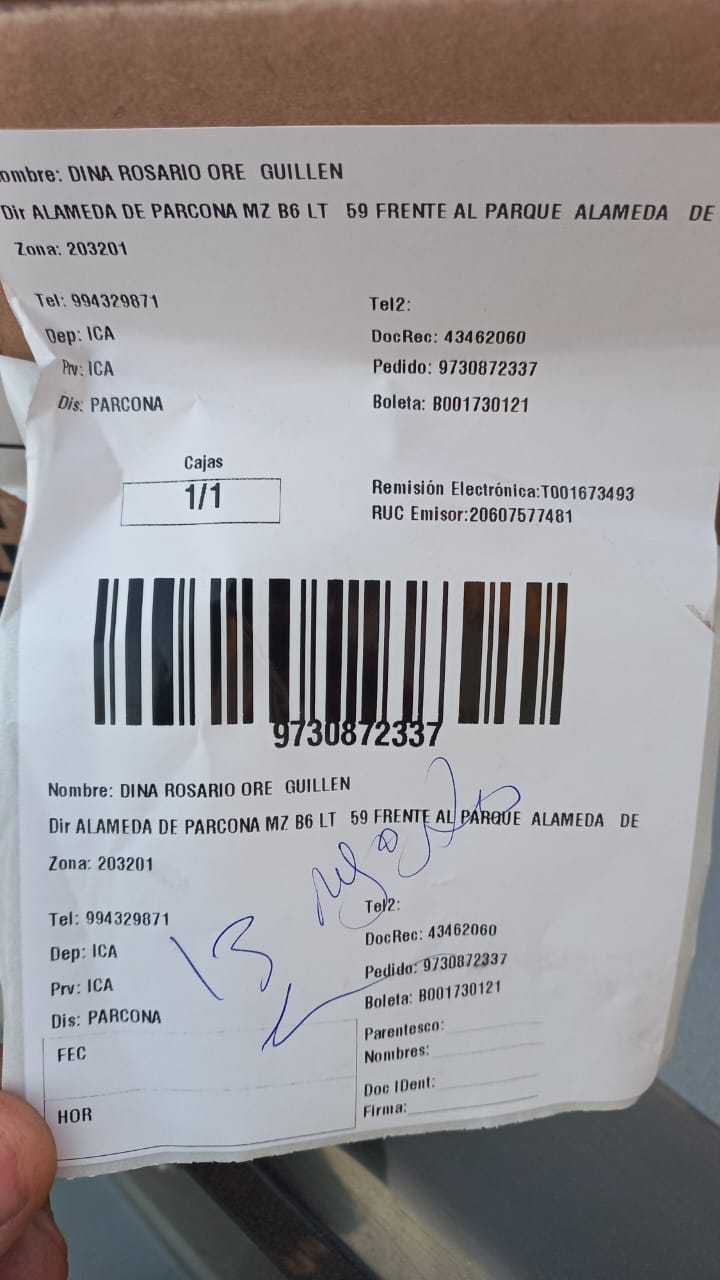 ombre: DINA ROSARIO ORE GUILLEN
Dir ALAMEDA DE PARCONA MZ B6 LT 59 FRENTE AL PARQUE ALAMEDA DE
Zona: 203201
Tel: 994329871 Tel2:
Dep: ICA DocRec: 43462060
Prv: ICA Pedido: 9730872337
Dis: PARCONA Boleta: B001730121
Cajas
1/1
Remisión Electrónica:T001673493
RUC Emisor:20607577481
9730872337
Nombre: DINA ROSARIO ORE GUILLEN
Dir ALAMEDA DE PARCONA MZ B6 LT 59 FRENTE AL PARQUE ALAMEDA DE
Zona: 203201
13 Agosto
Tel: 994329871 Tel2:
Dep: ICA DocRec: 43462060
Prv: ICA Pedido: 9730872337
Dis: PARCONA Boleta: B001730121
FEC Parentesco:
Nombres:
HOR Doc IDent:
Firma: